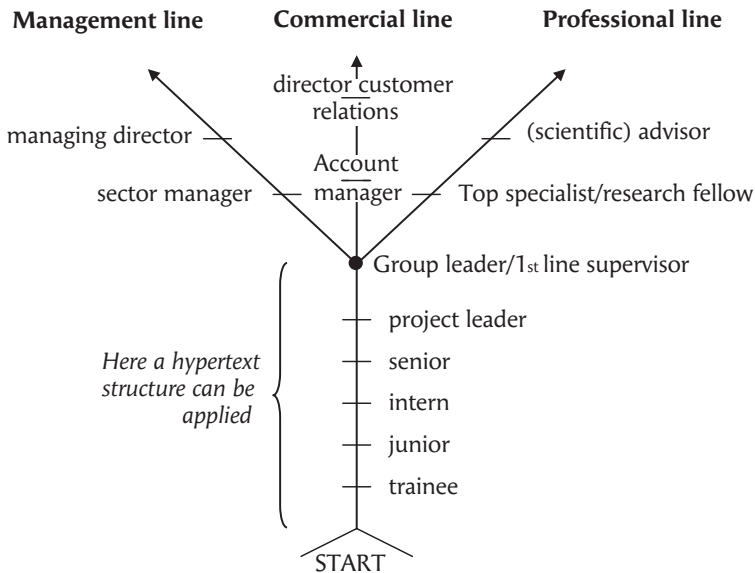 Management line
Commercial line
Professional line
director customer
relations
managing director
(scientific) advisor
Account
manager
sector manager
Top specialist/research fellow
Group leader/1st line supervisor
project leader
Here a hypertext
structure can be
applied
senior
intern
junior
trainee
START